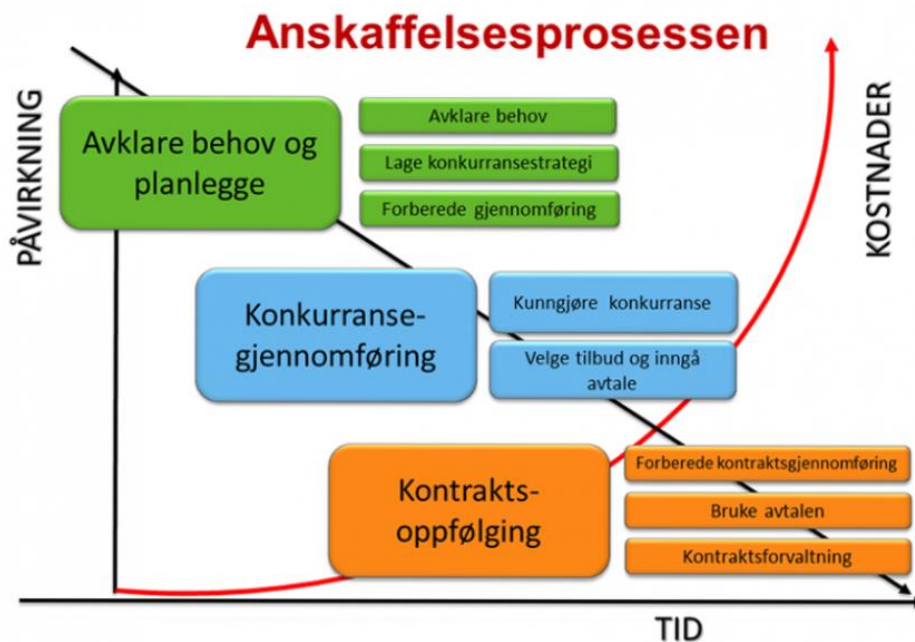 Anskaffelsesprosessen
PÅVIRKNING
KOSTNADER
Avklare behov og
planlegge
Avklare behov
Lage konkurransestrategi
Forberede gjennomføring
Konkurranse-
gjennomføring
Kunngjøre konkurranse
Velge tilbud og inngå
avtale
Kontrakts-
oppfølging
Forberede kontraktsgjennomføring
Bruke avtalen
Kontraktsforvaltning
TID